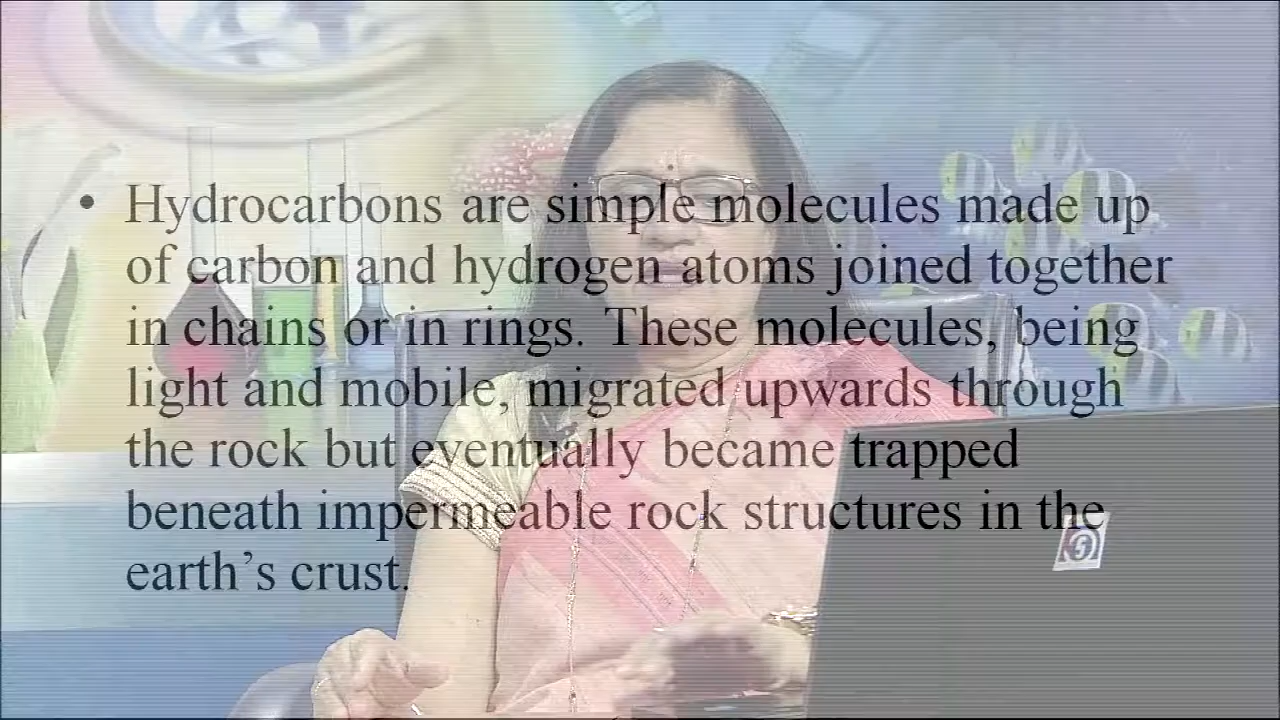 • Hydrocarbons are simple molecules made up
of carbon and hydrogen atoms joined together
in chains or in rings. These molecules, being
light and mobile, migrated upwards through
the rock but eventually became trapped
beneath impermeable rock structures in the
earth’s crust.